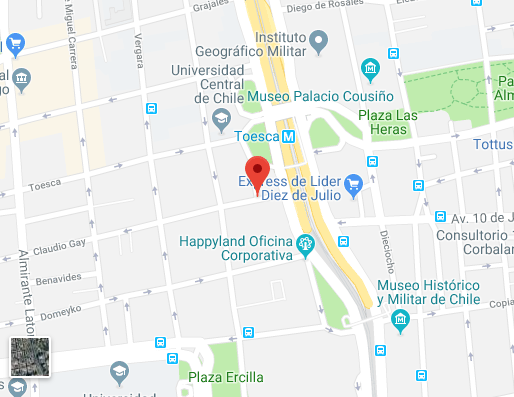 Grajales
Diego de Rosales
Miguel Carrera
Vergara
Instituto
Geográfico Militar
Universidad
Central
de Chile
Museo Palacio Cousiño
Plaza Las
Heras
Toesca
M
Tottus
Toesca
Express de Lider
Diez de Julio
Av. 10 de J
Claudio Gay
Happyland Oficina
Corporativa
Dieciocho
Consultorio
Corbalan
Benavides
Almirante Lator
Domeyko
Museo Histórico
y Militar de Chile
Copia
Plaza Ercilla
Universidad